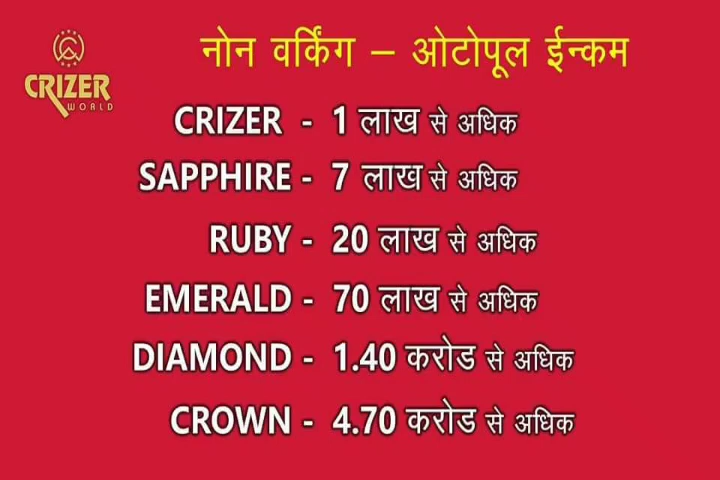 CRIZER
WORLD
नोन वर्किंग – ओटोपूल ईन्कम
CRIZER - 1 लाख से अधिक
SAPPHIRE - 7 लाख से अधिक
RUBY - 20 लाख से अधिक
EMERALD - 70 लाख से अधिक
DIAMOND - 1.40 करोड से अधिक
CROWN - 4.70 करोड से अधिक